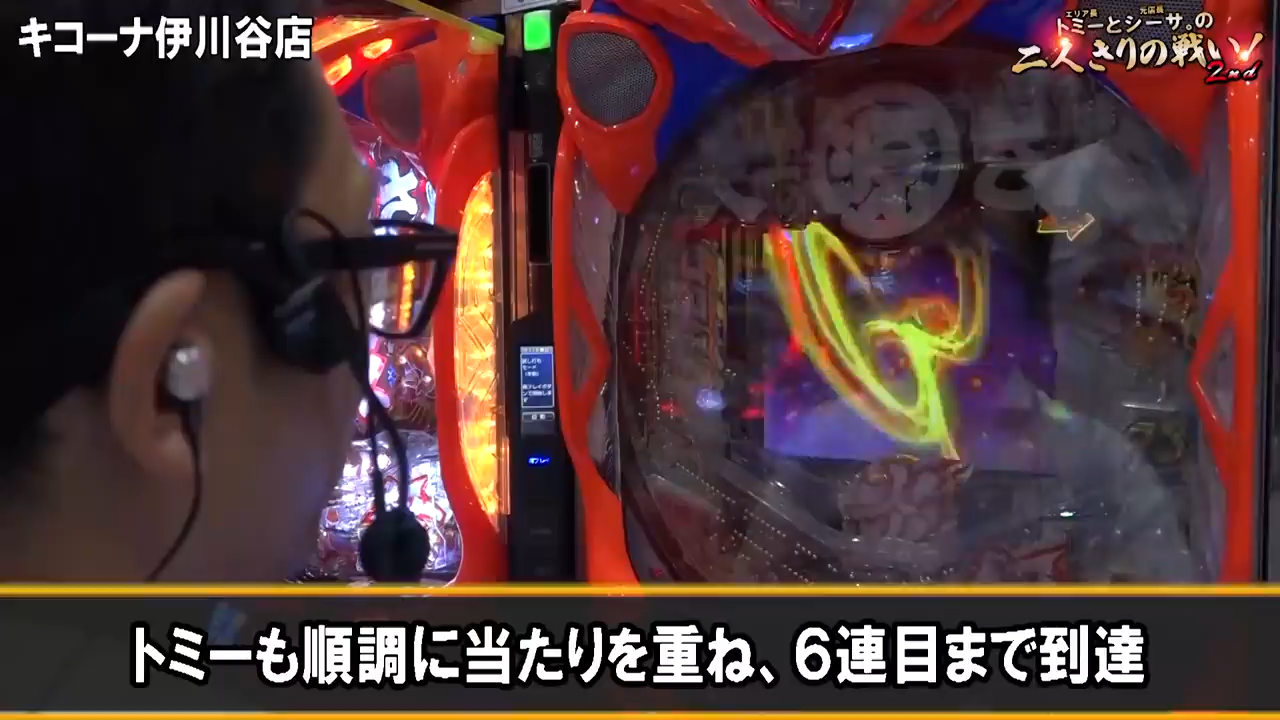 キコーナ伊川谷店
エリア長 元店長
トミーとシーサ。の
二人きりの戦い!
2nd
トミーも順調に当たりを重ね、6連目まで到達